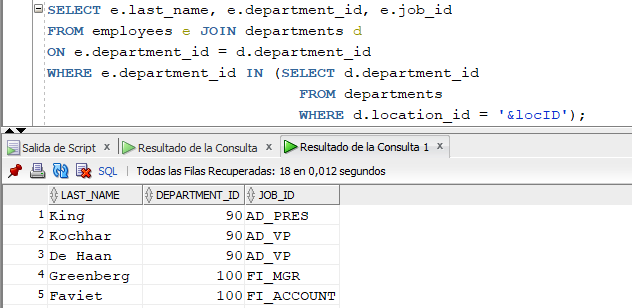 SELECT e.last_name, e.department_id, e.job_id
FROM employees e JOIN departments d
ON e.department_id = d.department_id
WHERE e.department_id IN (SELECT d.department_id
FROM departments
WHERE d.location_id = '&locID');
Salida de Script x Resultado de la Consulta x Resultado de la Consulta 1 x
SQL | Todas las Filas Recuperadas: 18 en 0,012 segundos
LAST_NAME DEPARTMENT_ID JOB_ID
1 King 90 AD_PRES
2 Kochhar 90 AD_VP
3 De Haan 90 AD_VP
4 Greenberg 100 FI_MGR
5 Faviet 100 FI_ACCOUNT